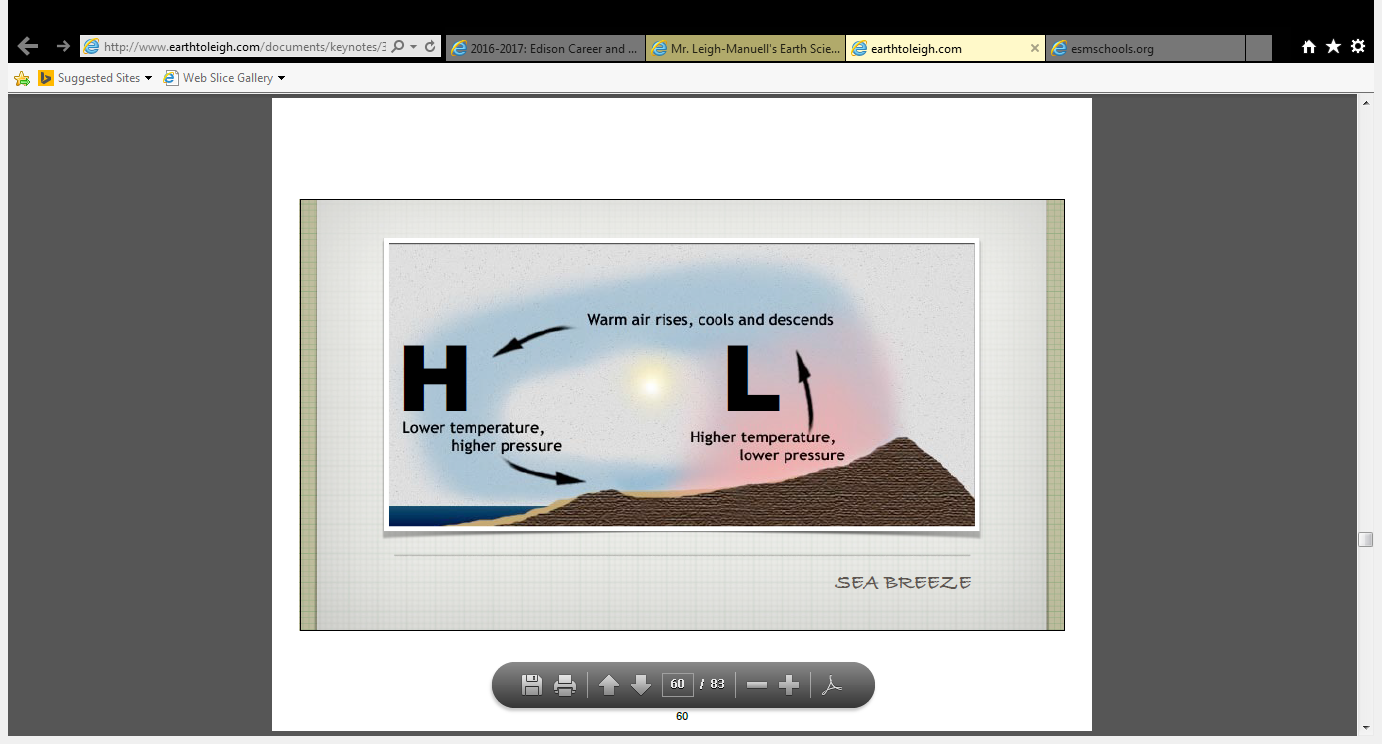 http://www.earthtoleigh.com/documents/keynotes/3
2016-2017: Edison Career and ...
Mr. Leigh-Manuell's Earth Scie...
earthtoleigh.com
esmschools.org
Suggested Sites
Web Slice Gallery
Warm air rises, cools and descends
H
L
Lower temperature,
higher pressure
Higher temperature,
lower pressure
SEA BREEZE
60 / 83
60